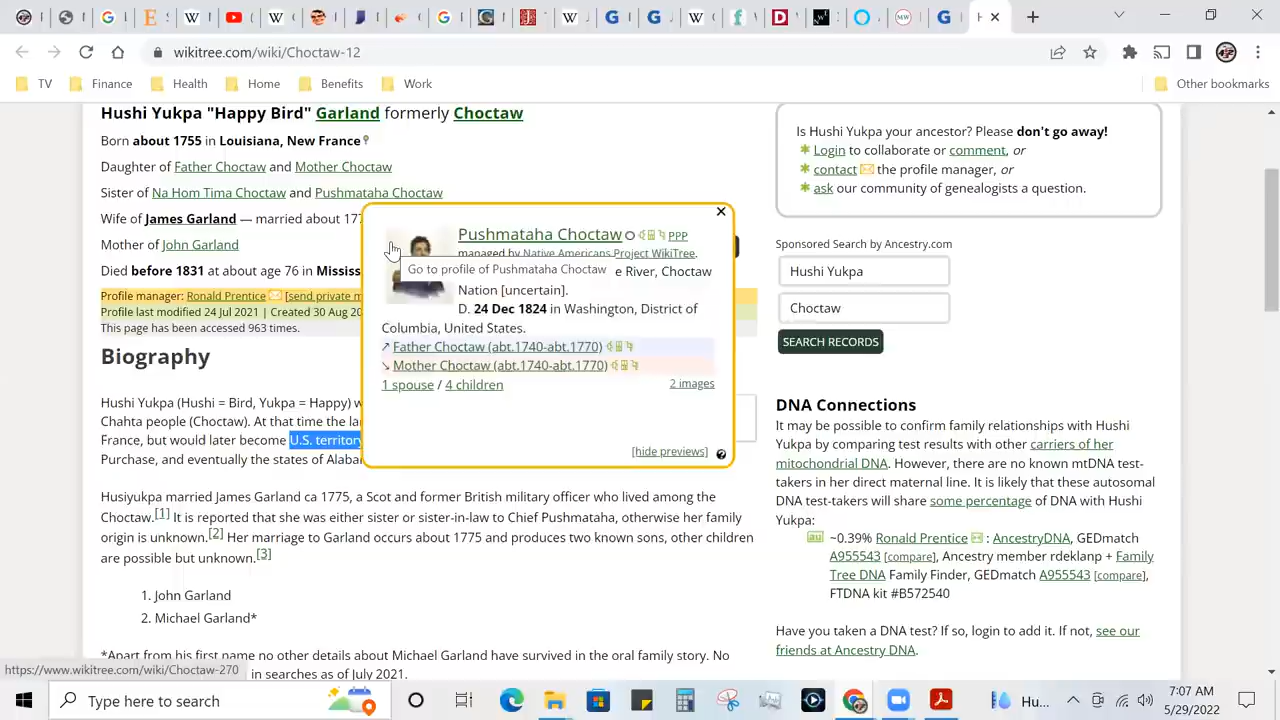 wikitree.com/wiki/Choctaw-12
TV
Finance
Health
Home
Benefits
Work
Other bookmarks
Hushi Yukpa "Happy Bird" Garland formerly Choctaw
Born about 1755 in Louisiana, New France
Daughter of Father Choctaw and Mother Choctaw
Sister of Na Hom Tima Choctaw and Pushmataha Choctaw
Wife of James Garland — married about 177
Mother of John Garland
Died before 1831 at about age 76 in Mississ
Profile manager: Ronald Prentice [send private m
Profile last modified 24 Jul 2021 | Created 30 Aug 20
This page has been accessed 963 times.
Biography
Hushi Yukpa (Hushi = Bird, Yukpa = Happy) w
Chahta people (Choctaw). At that time the la
France, but would later become U.S. territory
Purchase, and eventually the states of Alaba
Husiyukpa married James Garland ca 1775, a Scot and former British military officer who lived among the
Choctaw.[1] It is reported that she was either sister or sister-in-law to Chief Pushmataha, otherwise her family
origin is unknown.[2] Her marriage to Garland occurs about 1775 and produces two known sons, other children
are possible but unknown.[3]
1. John Garland
2. Michael Garland*
*Apart from his first name no other details about Michael Garland have survived in the oral family story. No
in searches as of July 2021.
https://www.wikitree.com/wiki/Choctaw-270
Pushmataha Choctaw PPP
managed by Native Americans Project WikiTree.
Go to profile of Pushmataha Choctaw
e River, Choctaw
Nation [uncertain].
D. 24 Dec 1824 in Washington, District of
Columbia, United States.
↗ Father Choctaw (abt.1740-abt.1770)
↘ Mother Choctaw (abt.1740-abt.1770)
1 spouse / 4 children
2 images
[hide previews]
Is Hushi Yukpa your ancestor? Please don't go away!
Login to collaborate or comment, or
contact the profile manager, or
ask our community of genealogists a question.
Sponsored Search by Ancestry.com
Hushi Yukpa
Choctaw
SEARCH RECORDS
DNA Connections
It may be possible to confirm family relationships with Hushi
Yukpa by comparing test results with other carriers of her
mitochondrial DNA. However, there are no known mtDNA test-
takers in her direct maternal line. It is likely that these autosomal
DNA test-takers will share some percentage of DNA with Hushi
Yukpa:
au ~0.39% Ronald Prentice : AncestryDNA, GEDmatch
A955543 [compare], Ancestry member rdeklanp + Family
Tree DNA Family Finder, GEDmatch A955543 [compare],
FTDNA kit #B572540
Have you taken a DNA test? If so, login to add it. If not, see our
friends at Ancestry DNA.
Type here to search
Hu...
7:07 AM
5/29/2022